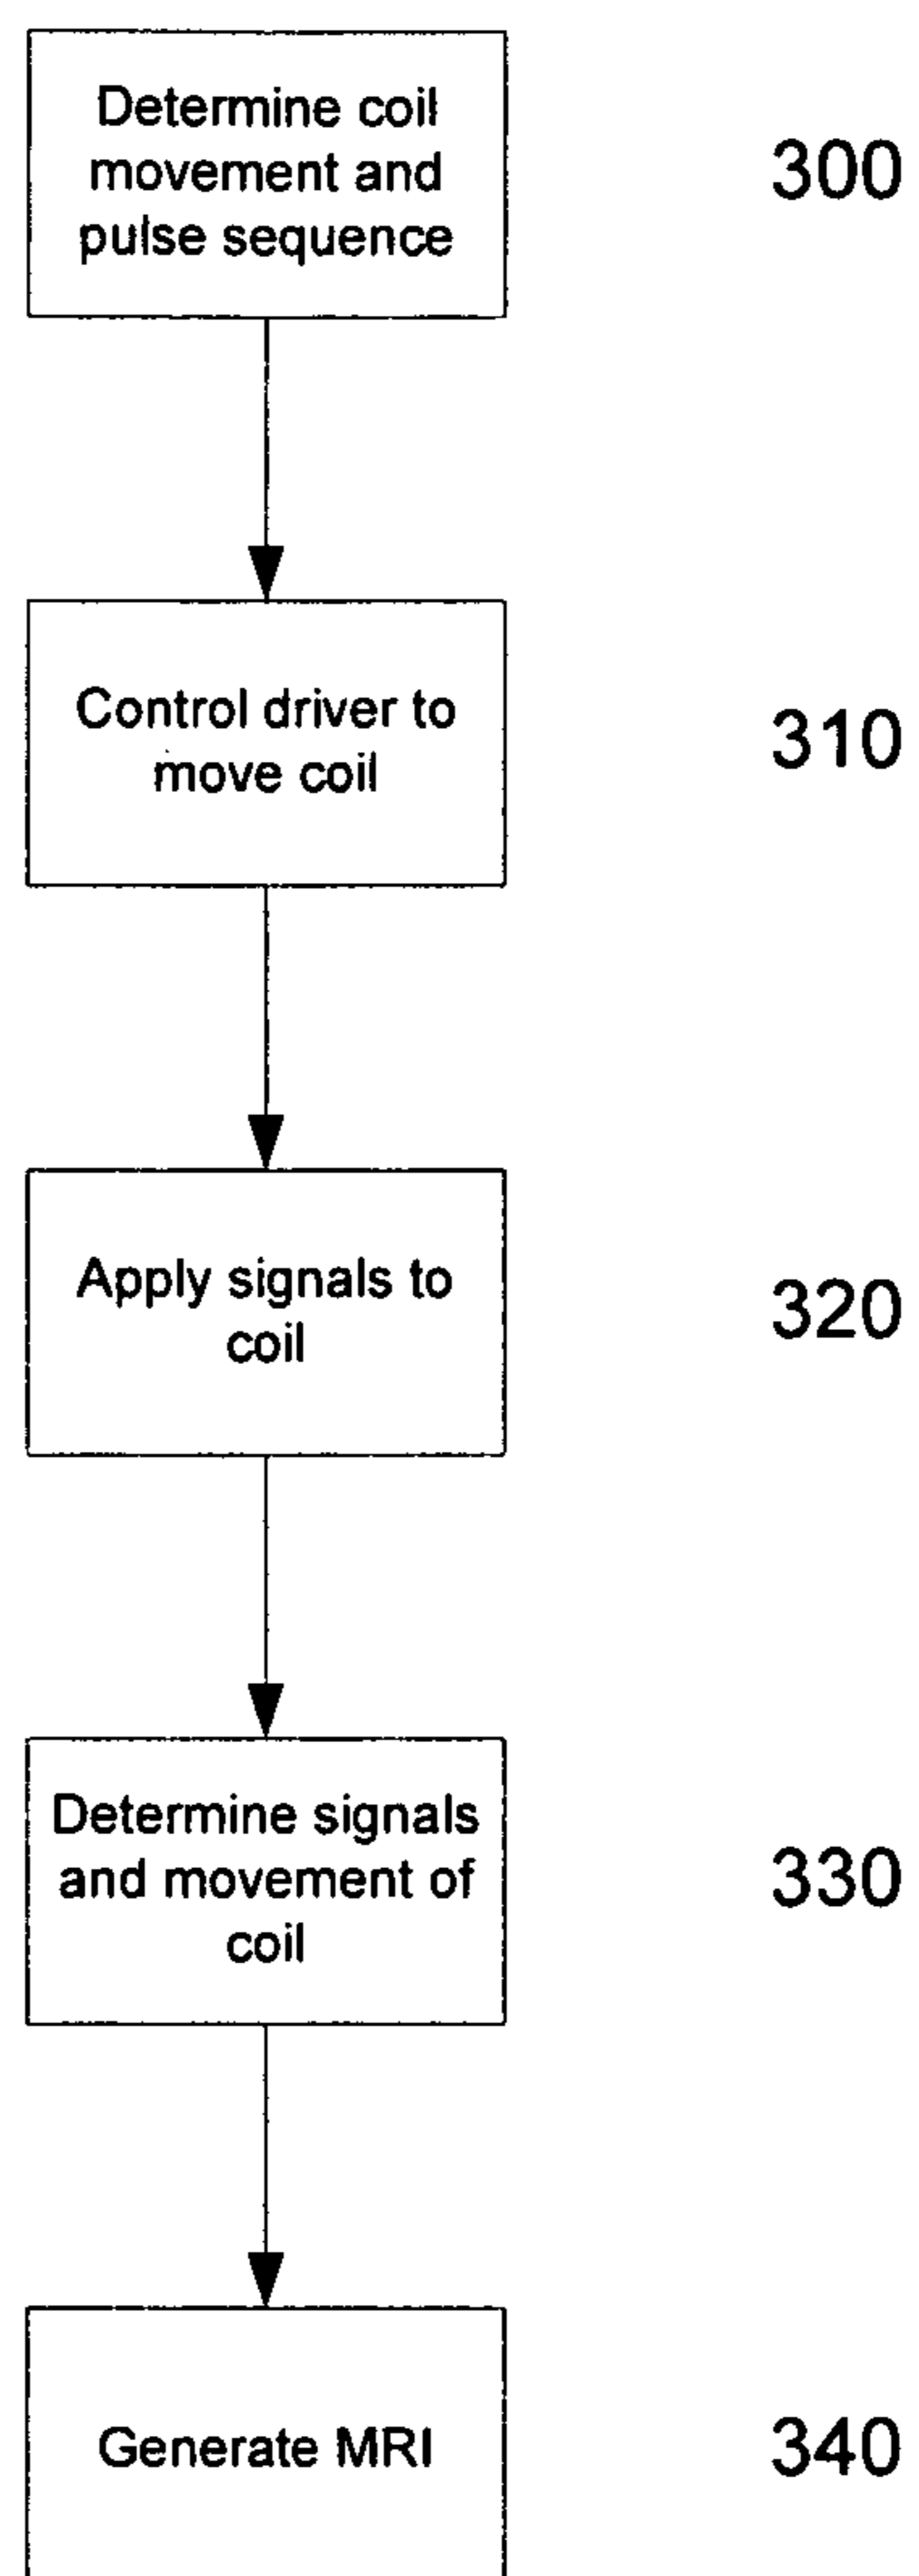 Determine coil
movement and
pulse sequence
300
Control driver to
move coil
310
Apply signals to
coil
320
Determine signals
and movement of
coil
330
Generate MRI
340